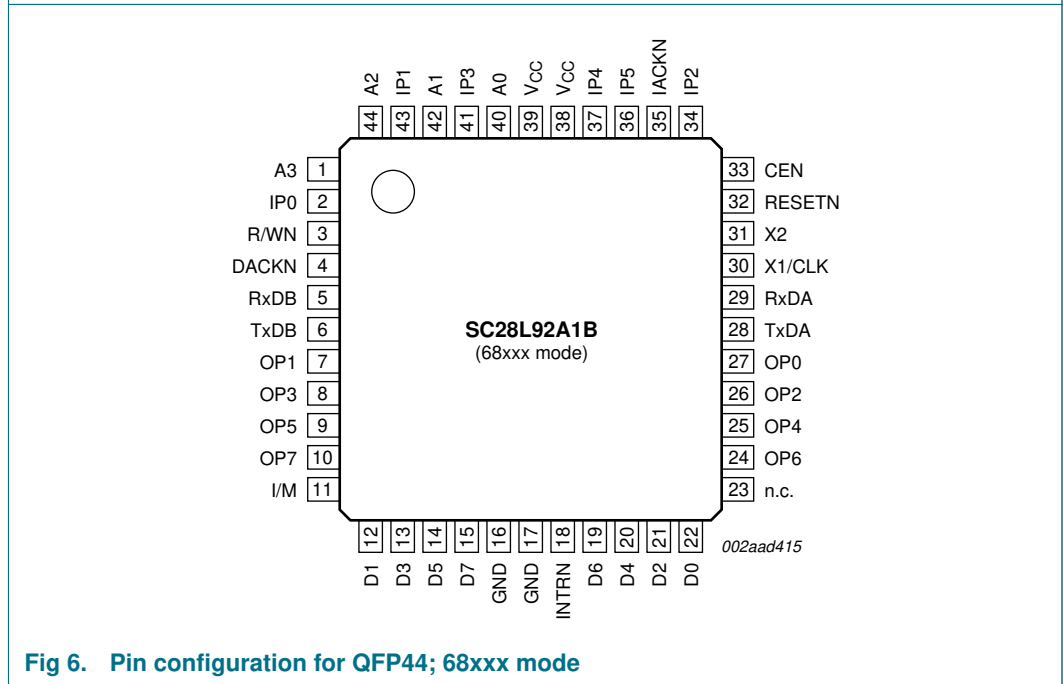 A2 IP1 A1 IP3 A0 VCC VCC IP4 IP5 IACKN IP2
44 43 42 41 40 39 38 37 36 35 34
A3 1
IP0 2
R/WN 3
DACKN 4
RxDB 5
TxDB 6
OP1 7
OP3 8
OP5 9
OP7 10
I/M 11
SC28L92A1B
(68xxx mode)
33 CEN
32 RESETN
31 X2
30 X1/CLK
29 RxDA
28 TxDA
27 OP0
26 OP2
25 OP4
24 OP6
23 n.c.
12 13 14 15 16 17 18 19 20 21 22
D1 D3 D5 D7 GND GND INTRN D6 D4 D2 D0
002aad415
Fig 6. Pin configuration for QFP44; 68xxx mode